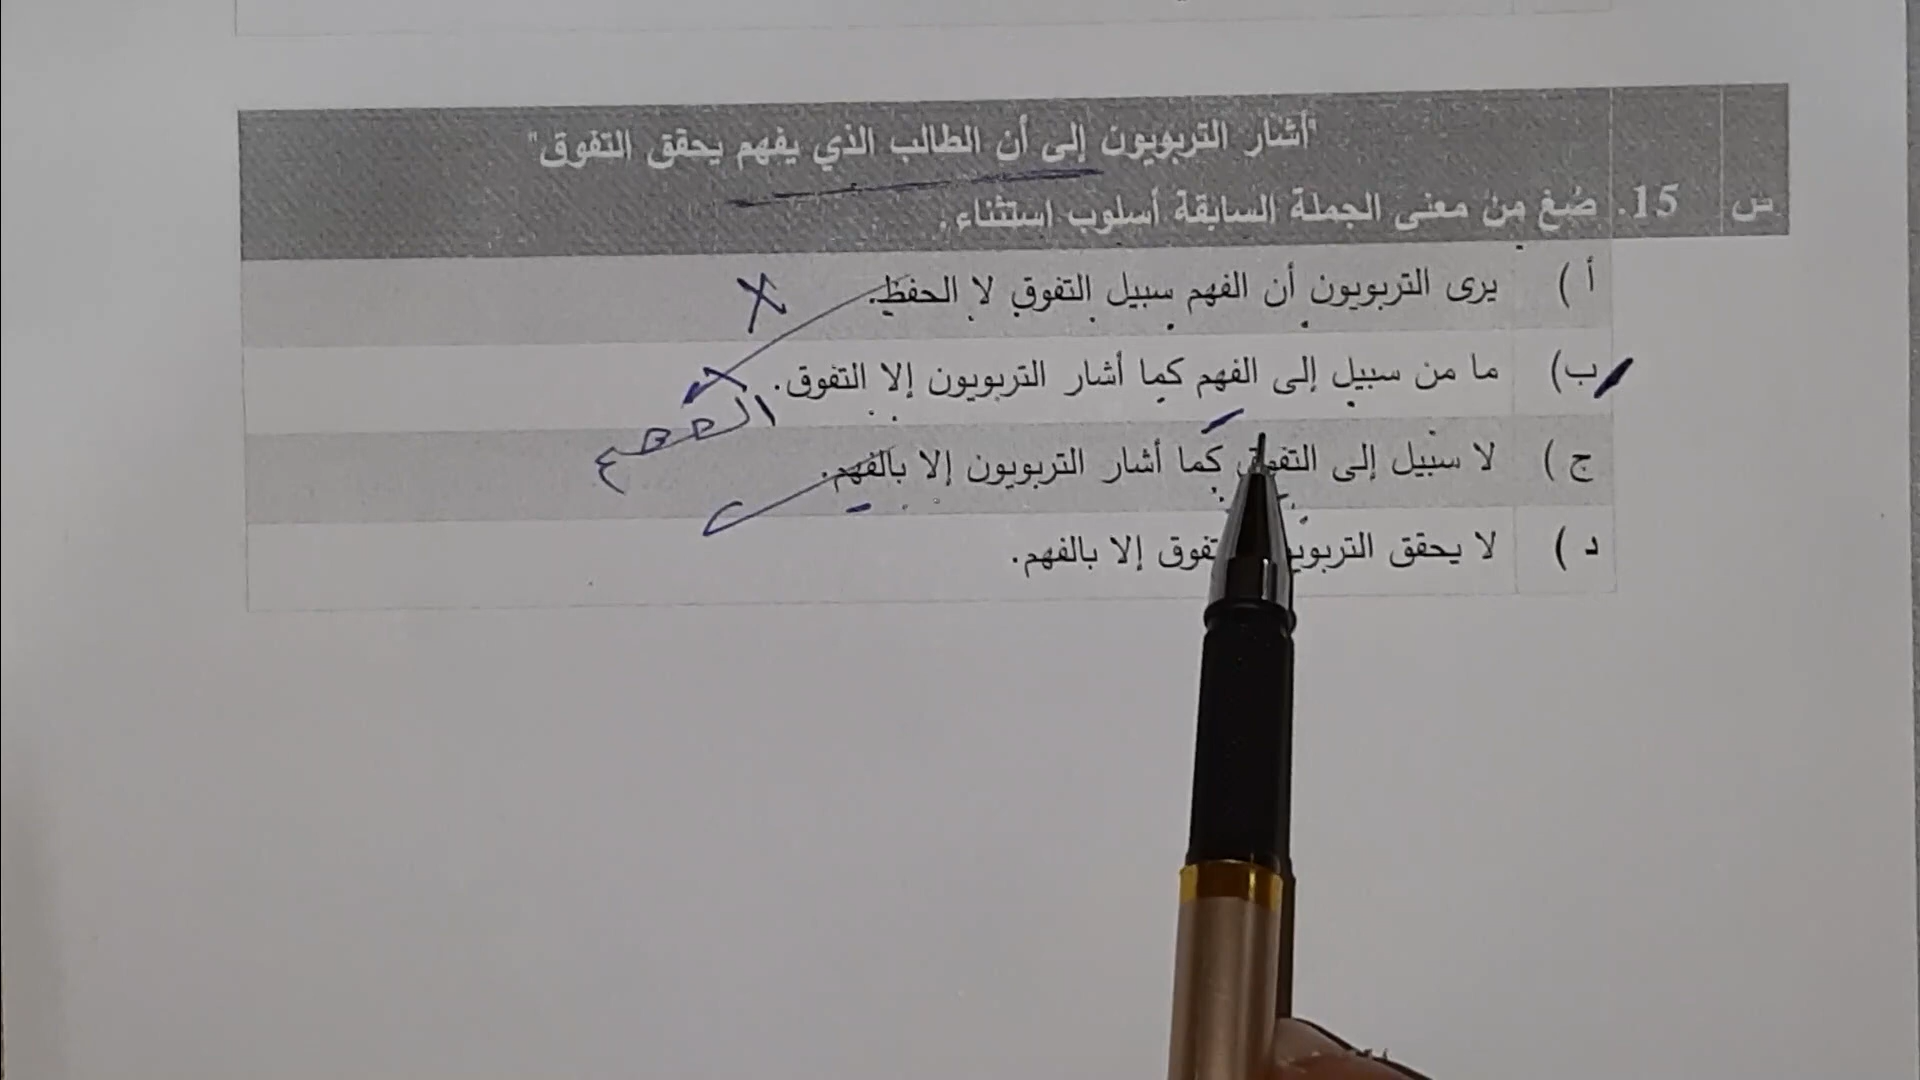 "أشار التربويون إلى أن الطالب الذي يفهم يحقق التفوق"
س 15. صُغ من معنى الجملة السابقة أسلوب استثناء.
أ ) يرى التربويون أن الفهم سبيل التفوق لا الحفظ.
ب) ما من سبيل إلى الفهم كما أشار التربويون إلا التفوق.
ج ) لا سبيل إلى التفوق كما أشار التربويون إلا بالفهم.
د ) لا يحقق التربويو تفوق إلا بالفهم.